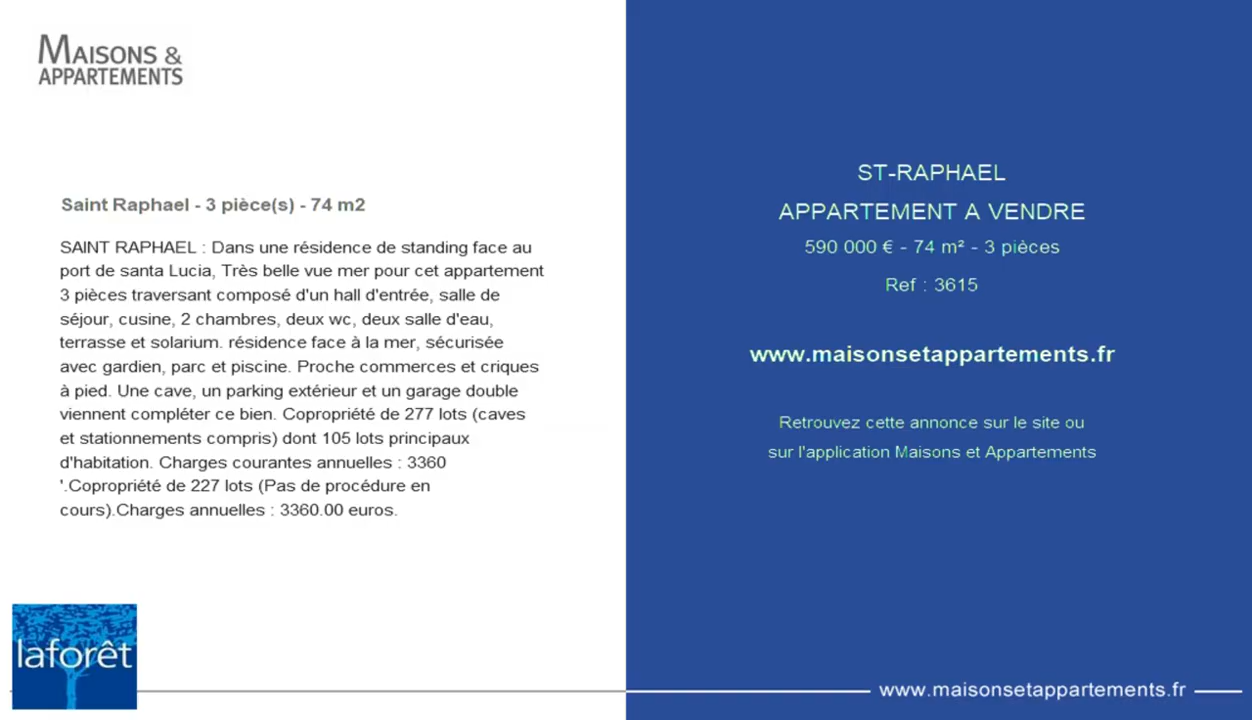 MAISONS &
APPARTEMENTS
Saint Raphael - 3 pièce(s) - 74 m2
SAINT RAPHAEL : Dans une résidence de standing face au
port de santa Lucia, Très belle vue mer pour cet appartement
3 pièces traversant composé d'un hall d'entrée, salle de
séjour, cusine, 2 chambres, deux wc, deux salle d'eau,
terrasse et solarium. résidence face à la mer, sécurisée
avec gardien, parc et piscine. Proche commerces et criques
à pied. Une cave, un parking extérieur et un garage double
viennent compléter ce bien. Copropriété de 277 lots (caves
et stationnements compris) dont 105 lots principaux
d'habitation. Charges courantes annuelles : 3360
'.Copropriété de 227 lots (Pas de procédure en
cours).Charges annuelles : 3360.00 euros.
laforêt
ST-RAPHAEL
APPARTEMENT A VENDRE
590 000 € - 74 m² - 3 pièces
Ref : 3615
www.maisonsetappartements.fr
Retrouvez cette annonce sur le site ou
sur l'application Maisons et Appartements
www.maisonsetappartements.fr